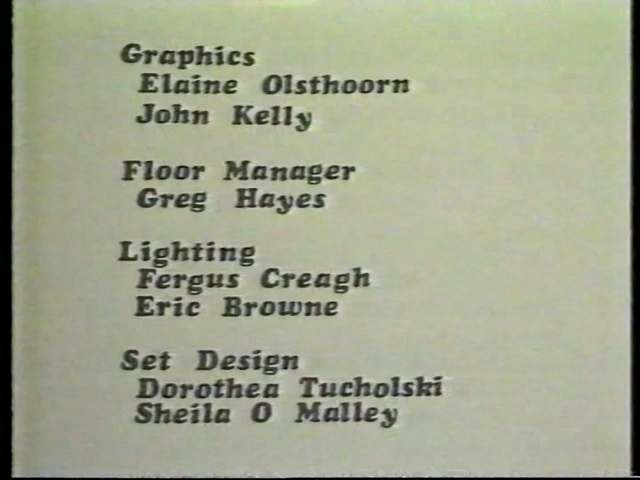 Graphics
Elaine Olsthoorn
John Kelly
Floor Manager
Greg Hayes
Lighting
Fergus Creagh
Eric Browne
Set Design
Dorothea Tucholski
Sheila O Malley